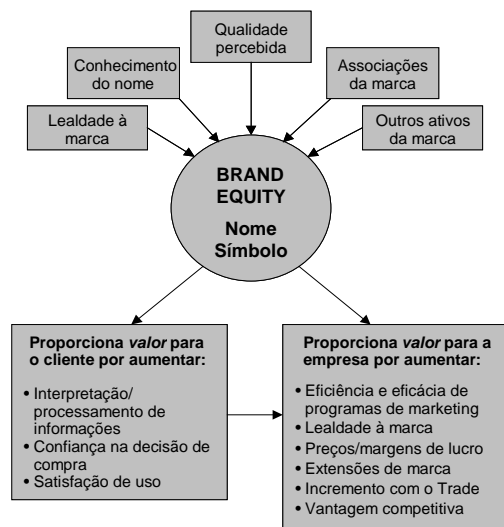 Qualidade
percebida
Conhecimento
do nome
Associações
da marca
Lealdade à
marca
Outros ativos
da marca
BRAND
EQUITY
Nome
Símbolo
Proporciona valor para
o cliente por aumentar:
• Interpretação/
processamento de
informações
• Confiança na decisão de
compra
• Satisfação de uso
Proporciona valor para a
empresa por aumentar:
• Eficiência e eficácia de
programas de marketing
• Lealdade à marca
• Preços/margens de lucro
• Extensões de marca
• Incremento com o Trade
• Vantagem competitiva